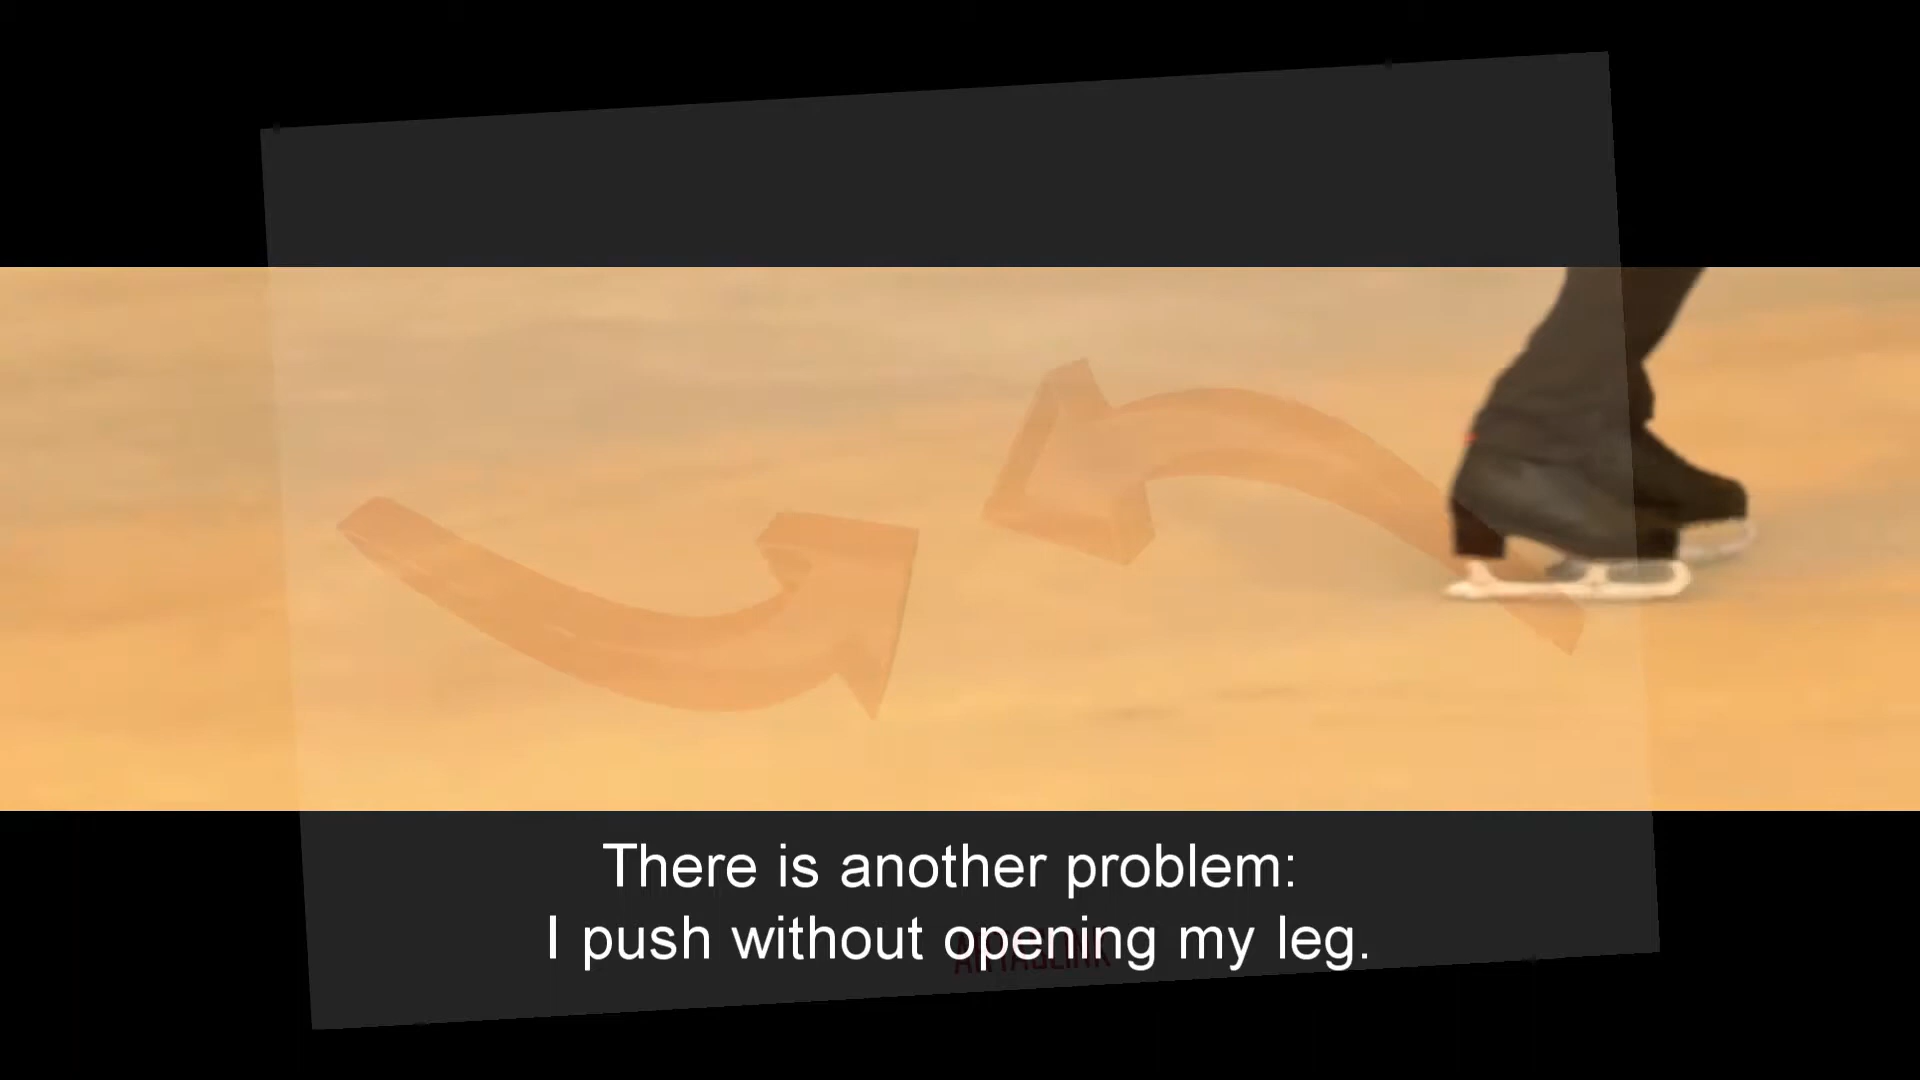 There is another problem:
I push without opening my leg.